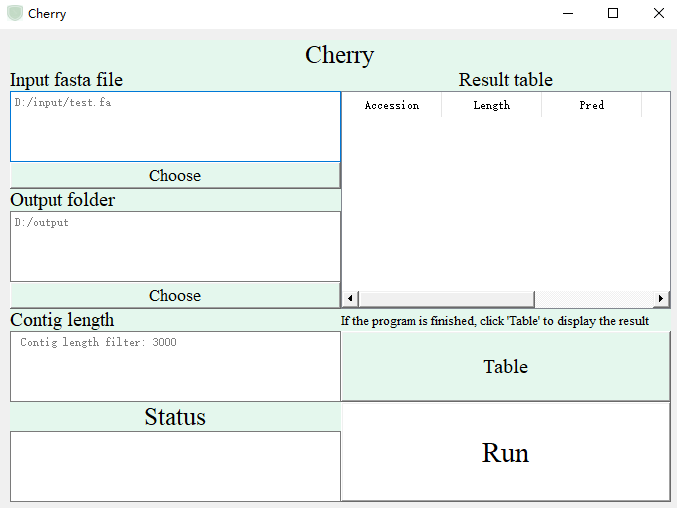 Cherry
Cherry
Input fasta file
D:/input/test.fa
Choose
Output folder
D:/output
Choose
Contig length
Contig length filter: 3000
Status
Result table
Accession Length Pred
If the program is finished, click 'Table' to display the result
Table
Run